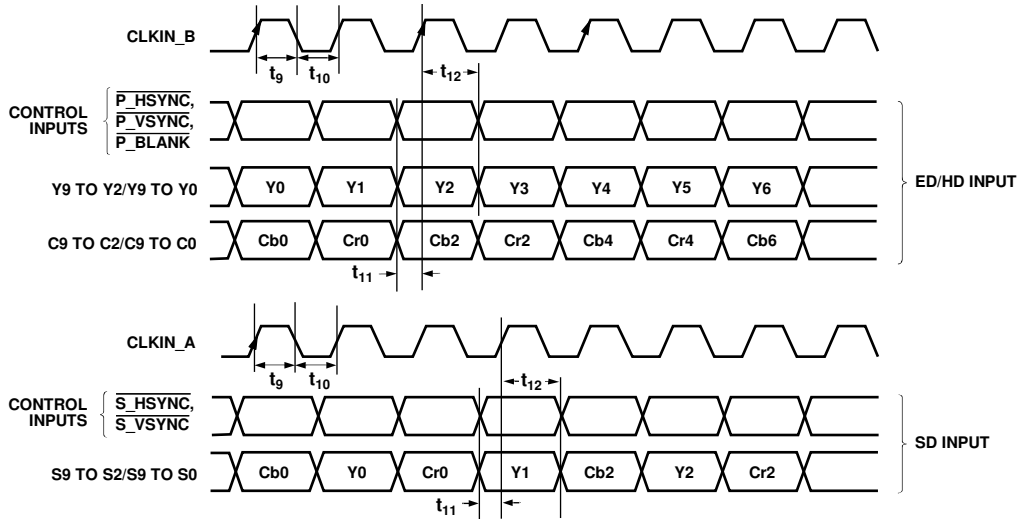 CLKIN_B
t9
t10
t12
CONTROL
INPUTS
P_HSYNC,
P_VSYNC,
P_BLANK
Y9 TO Y2/Y9 TO Y0
Y0 Y1 Y2 Y3 Y4 Y5 Y6
ED/HD INPUT
C9 TO C2/C9 TO C0
Cb0 Cr0 Cb2 Cr2 Cb4 Cr4 Cb6
t11
CLKIN_A
t9
t10
t12
CONTROL
INPUTS
S_HSYNC,
S_VSYNC
SD INPUT
S9 TO S2/S9 TO S0
Cb0 Y0 Cr0 Y1 Cb2 Y2 Cr2
t11